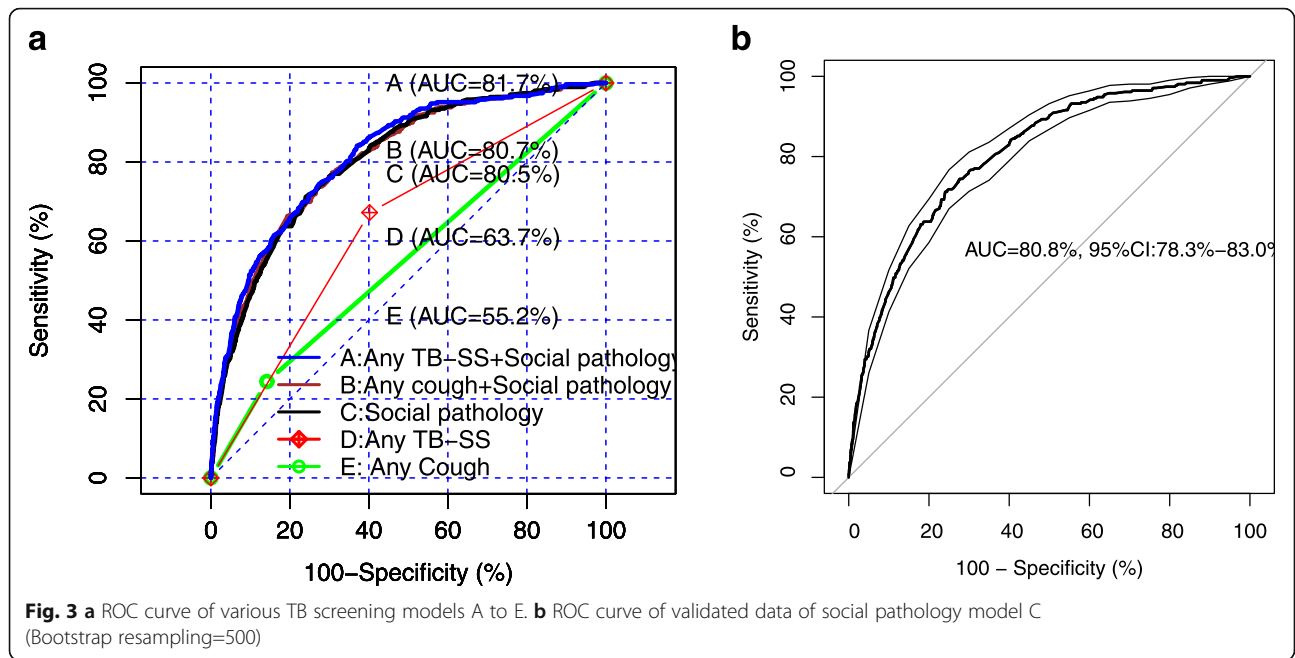 a
A (AUC=81.7%)
B (AUC=80.7%)
C (AUC=80.5%)
D (AUC=63.7%)
E (AUC=55.2%)
A:Any TB−SS+Social pathology
B:Any cough+Social pathology
C:Social pathology
D:Any TB−SS
E: Any Cough
Sensitivity (%)
0 20 40 60 80 100
0 20 40 60 80 100
100−Specificity (%)
b
AUC=80.8%, 95%CI:78.3%−83.0%
Sensitivity (%)
0 20 40 60 80 100
0 20 40 60 80 100
100 − Specificity (%)
Fig. 3 a ROC curve of various TB screening models A to E. b ROC curve of validated data of social pathology model C
(Bootstrap resampling=500)